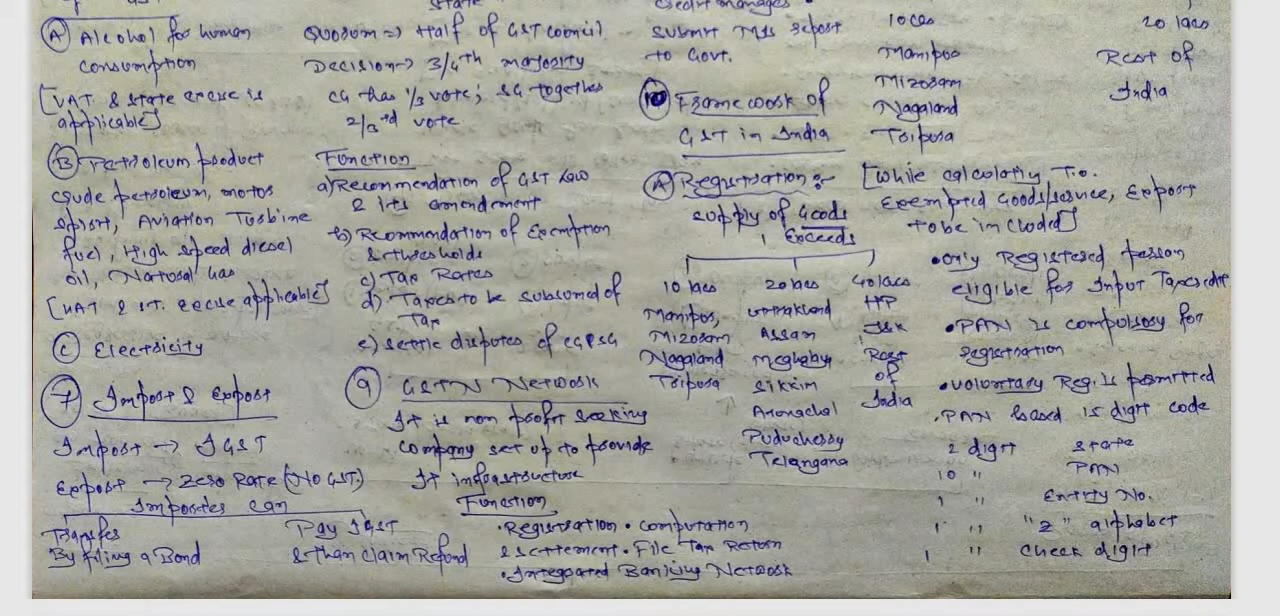 State
Credit manages.
(A) Alcohol for human
consumption
[VAT & State excise is
applicable]
(B) Petroleum product
crude petroleum, motor
spirit, Aviation Turbine
fuel, High speed diesel
oil, Natural Gas
[VAT & ST. Excise applicable]
(C) Electricity
(7) Import & Export
Import → IGST
Export → Zero Rate (No GST.)
Importer can
Transfer
By filing a Bond
Pay IGST
& than claim Refund
Quorum ⇒ Half of GST Council
Decision → 3/4th majority
CG has 1/3 vote; SG together
2/3rd vote
Function
a) Recommendation of GST Law
& its amendment
b) Recommendation of Exemption
& thresholds
c) Tax Rates
d) Taxes to be subsumed of
Tax
e) Settle disputes of CG & SG
(9) GSTN Network
It is non profit seeking
company set up to provide
IT infrastructure
Function
• Registration • Computation
& Settlement • File Tax Return
• Integrated Banking Network
Submit MIS report
to Govt.
(10) Framework of
GST in India
(A) Registration :-
Supply of Goods
Exceeds
10 lacs
Manipur,
Mizoram
Nagaland
Tripura
20 lacs
Uttrakhand
Assam
Meghalya
Sikkim
Arunachal
Puducherry
Telangana
40 lacs
HP
J&K
Rest
of
India
10 lacs
Manipur
Mizoram
Nagaland
Tripura
20 lacs
Rest of
India
[While calculating T.O.
Exempted Goods/service, Export
to be included]
• Only Registered person
eligible for Input Tax credit
• PAN is compulsory for
registration
• Voluntary Reg. is permitted
• PAN based 15 digit code
2 digit State
10 " PAN
1 " Entity No.
1 " "Z" alphabet
1 " Check digit